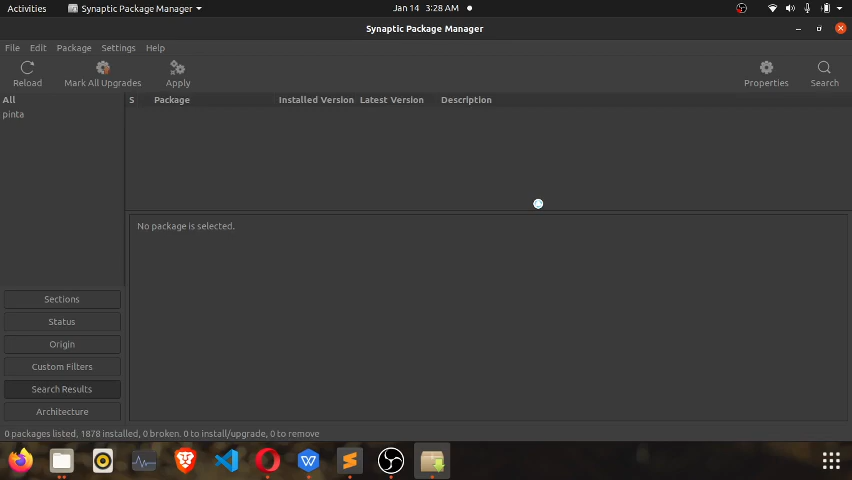 Activities Synaptic Package Manager Jan 14 3:28 AM
Synaptic Package Manager
File Edit Package Settings Help
Reload Mark All Upgrades Apply Properties Search
All S Package Installed Version Latest Version Description
pinta
No package is selected.
Sections
Status
Origin
Custom Filters
Search Results
Architecture
0 packages listed, 1878 installed, 0 broken. 0 to install/upgrade, 0 to remove